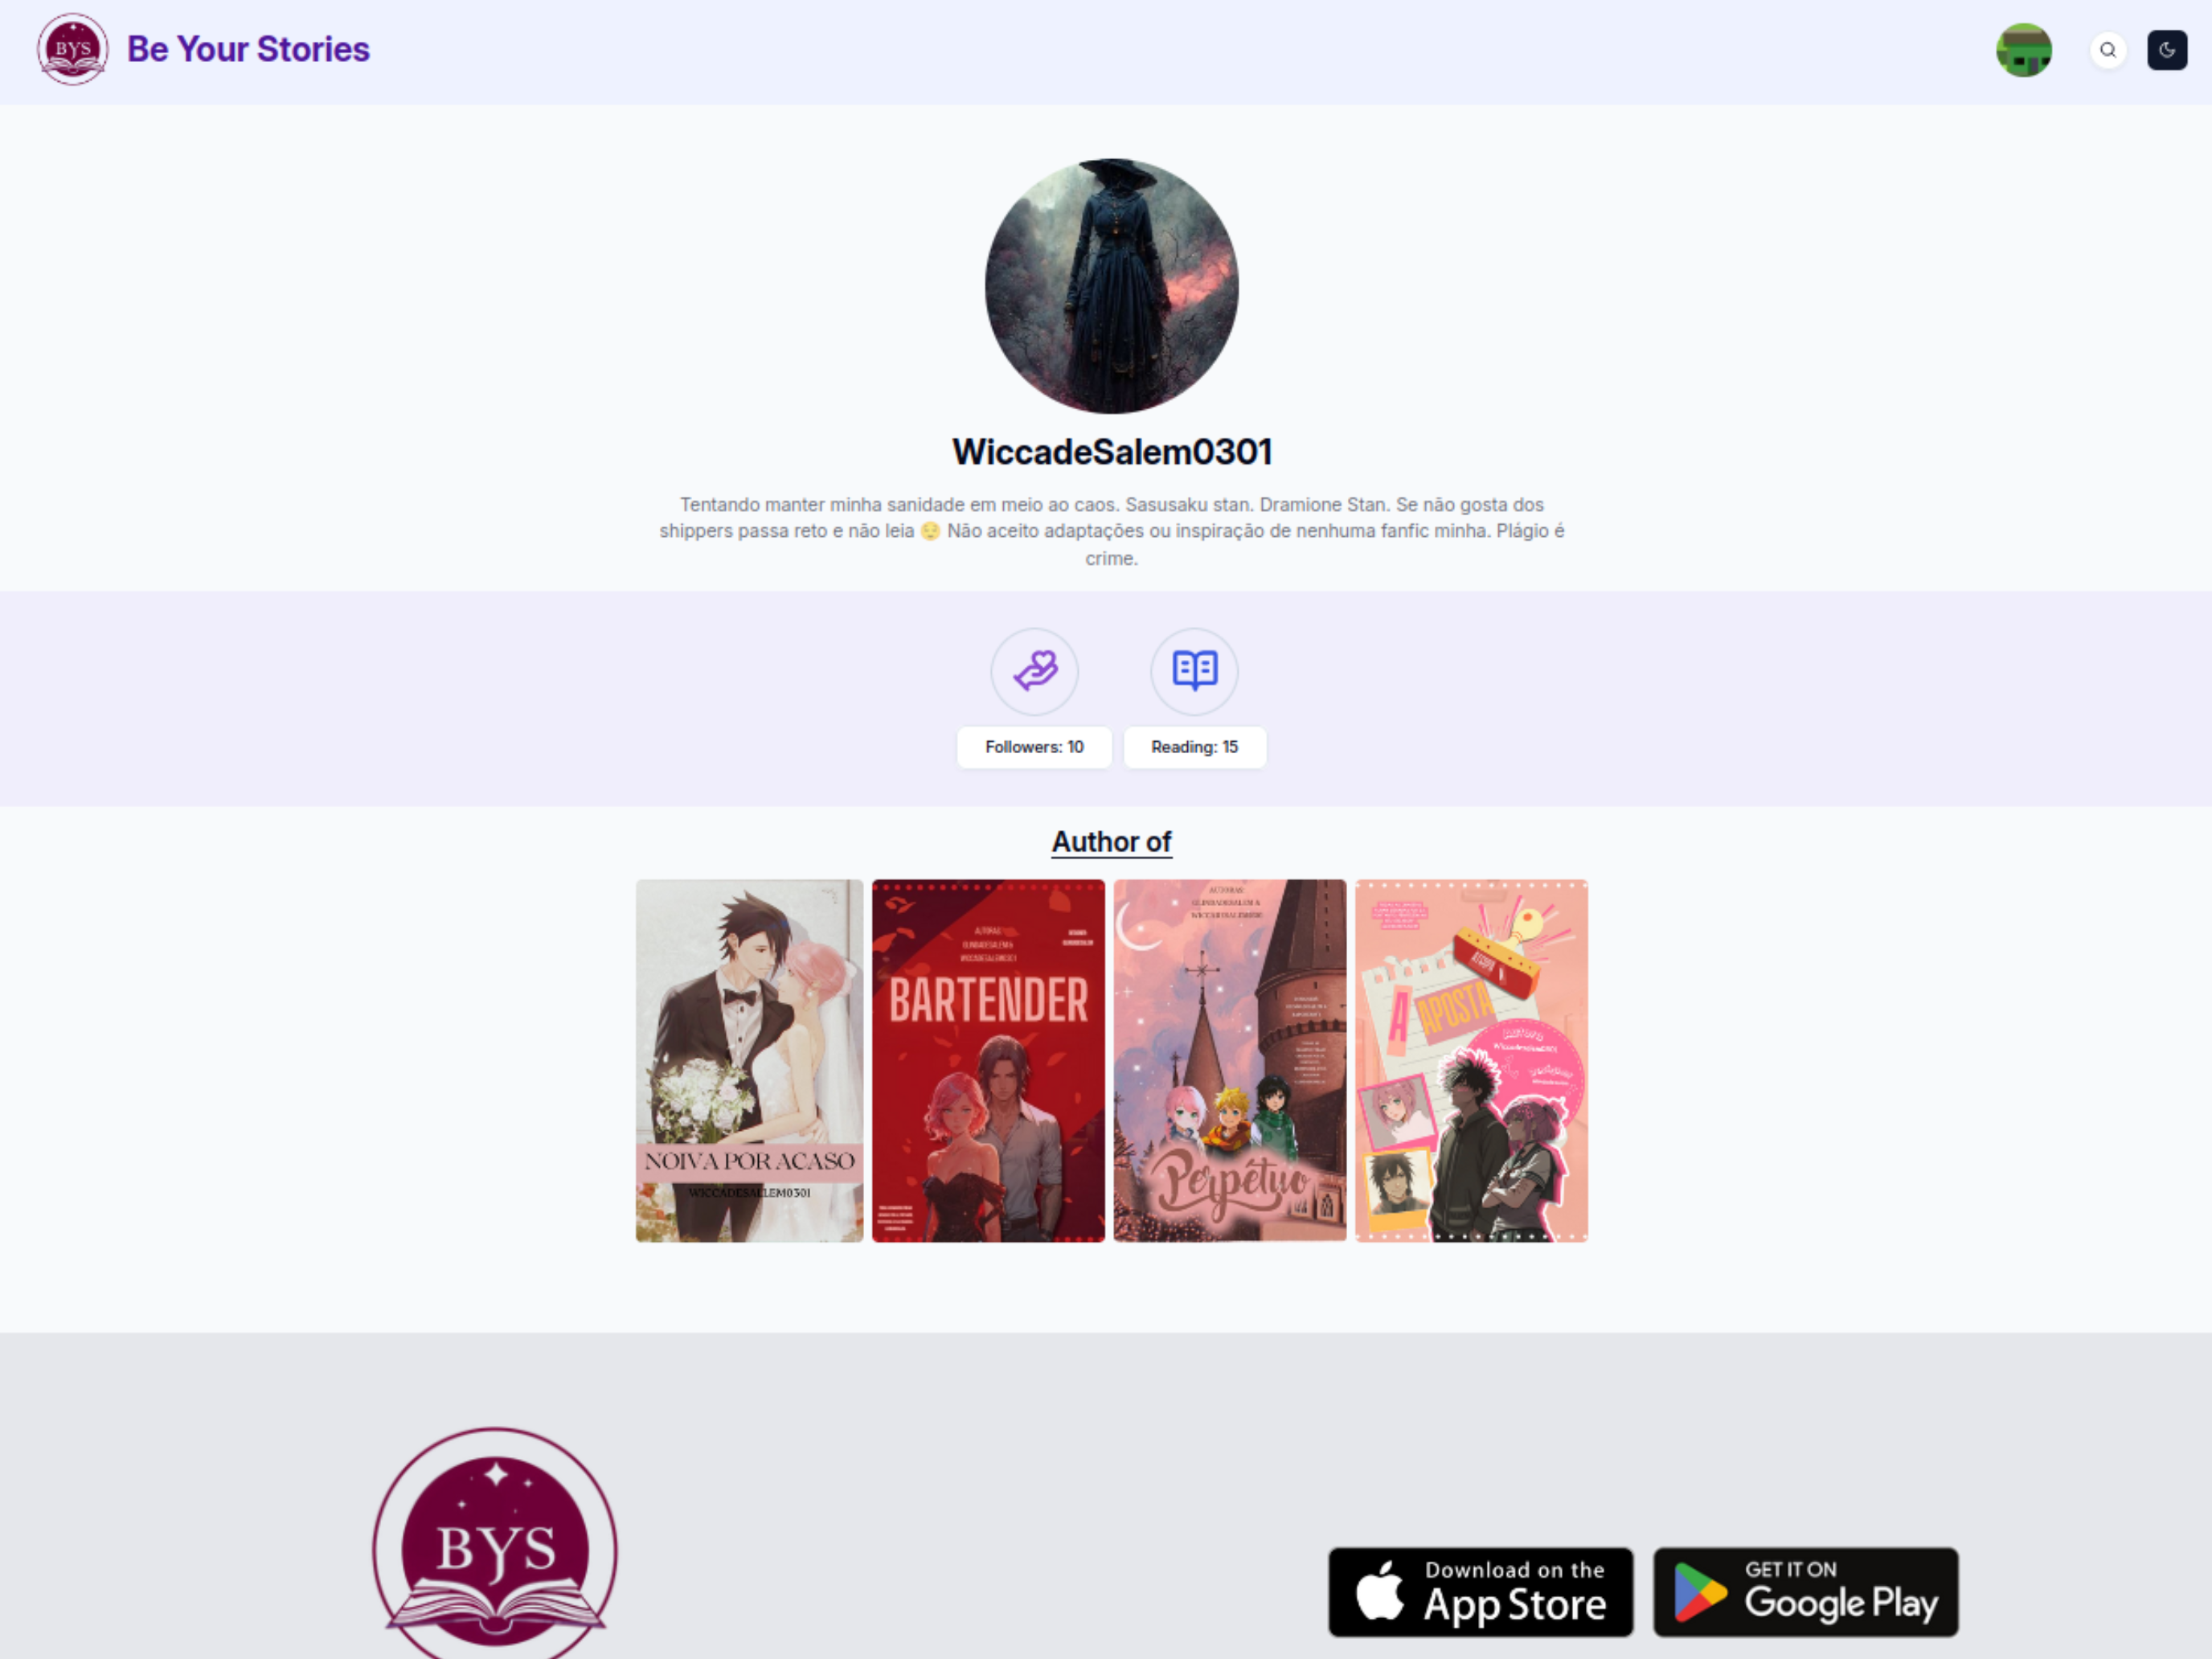 BYS
Be Your Stories
WiccadeSalem0301
Tentando manter minha sanidade em meio ao caos. Sasusaku stan. Dramione Stan. Se não gosta dos
shippers passa reto e não leia 😌 Não aceito adaptações ou inspiração de nenhuma fanfic minha. Plágio é
crime.
Followers: 10
Reading: 15
Author of
NOIVA POR ACASO
WICCADESALLEM0301
AUTORAS:
BARTENDER
AUTORAS:
Perpétuo
A APOSTA
BYS
Download on the
App Store
GET IT ON
Google Play